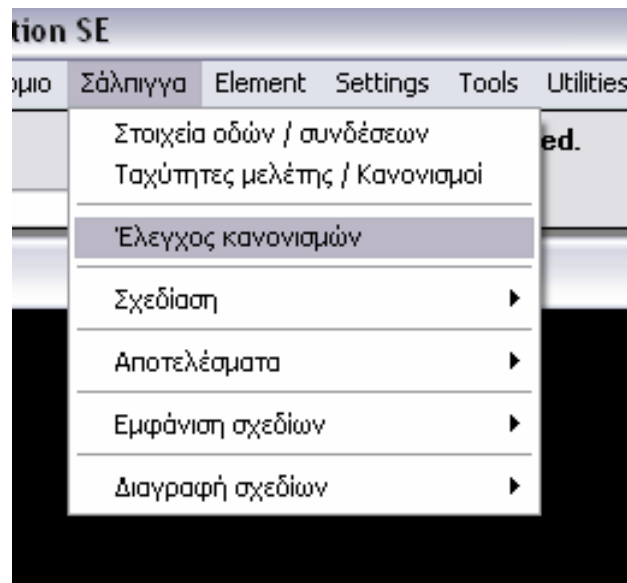 tion SE
όμιο Σάλπιγγα Element Settings Tools Utilities
ed.
Στοιχεία οδών / συνδέσεων
Ταχύτητες μελέτης / Κανονισμοί
Έλεγχος κανονισμών
Σχεδίαση
Αποτελέσματα
Εμφάνιση σχεδίων
Διαγραφή σχεδίων